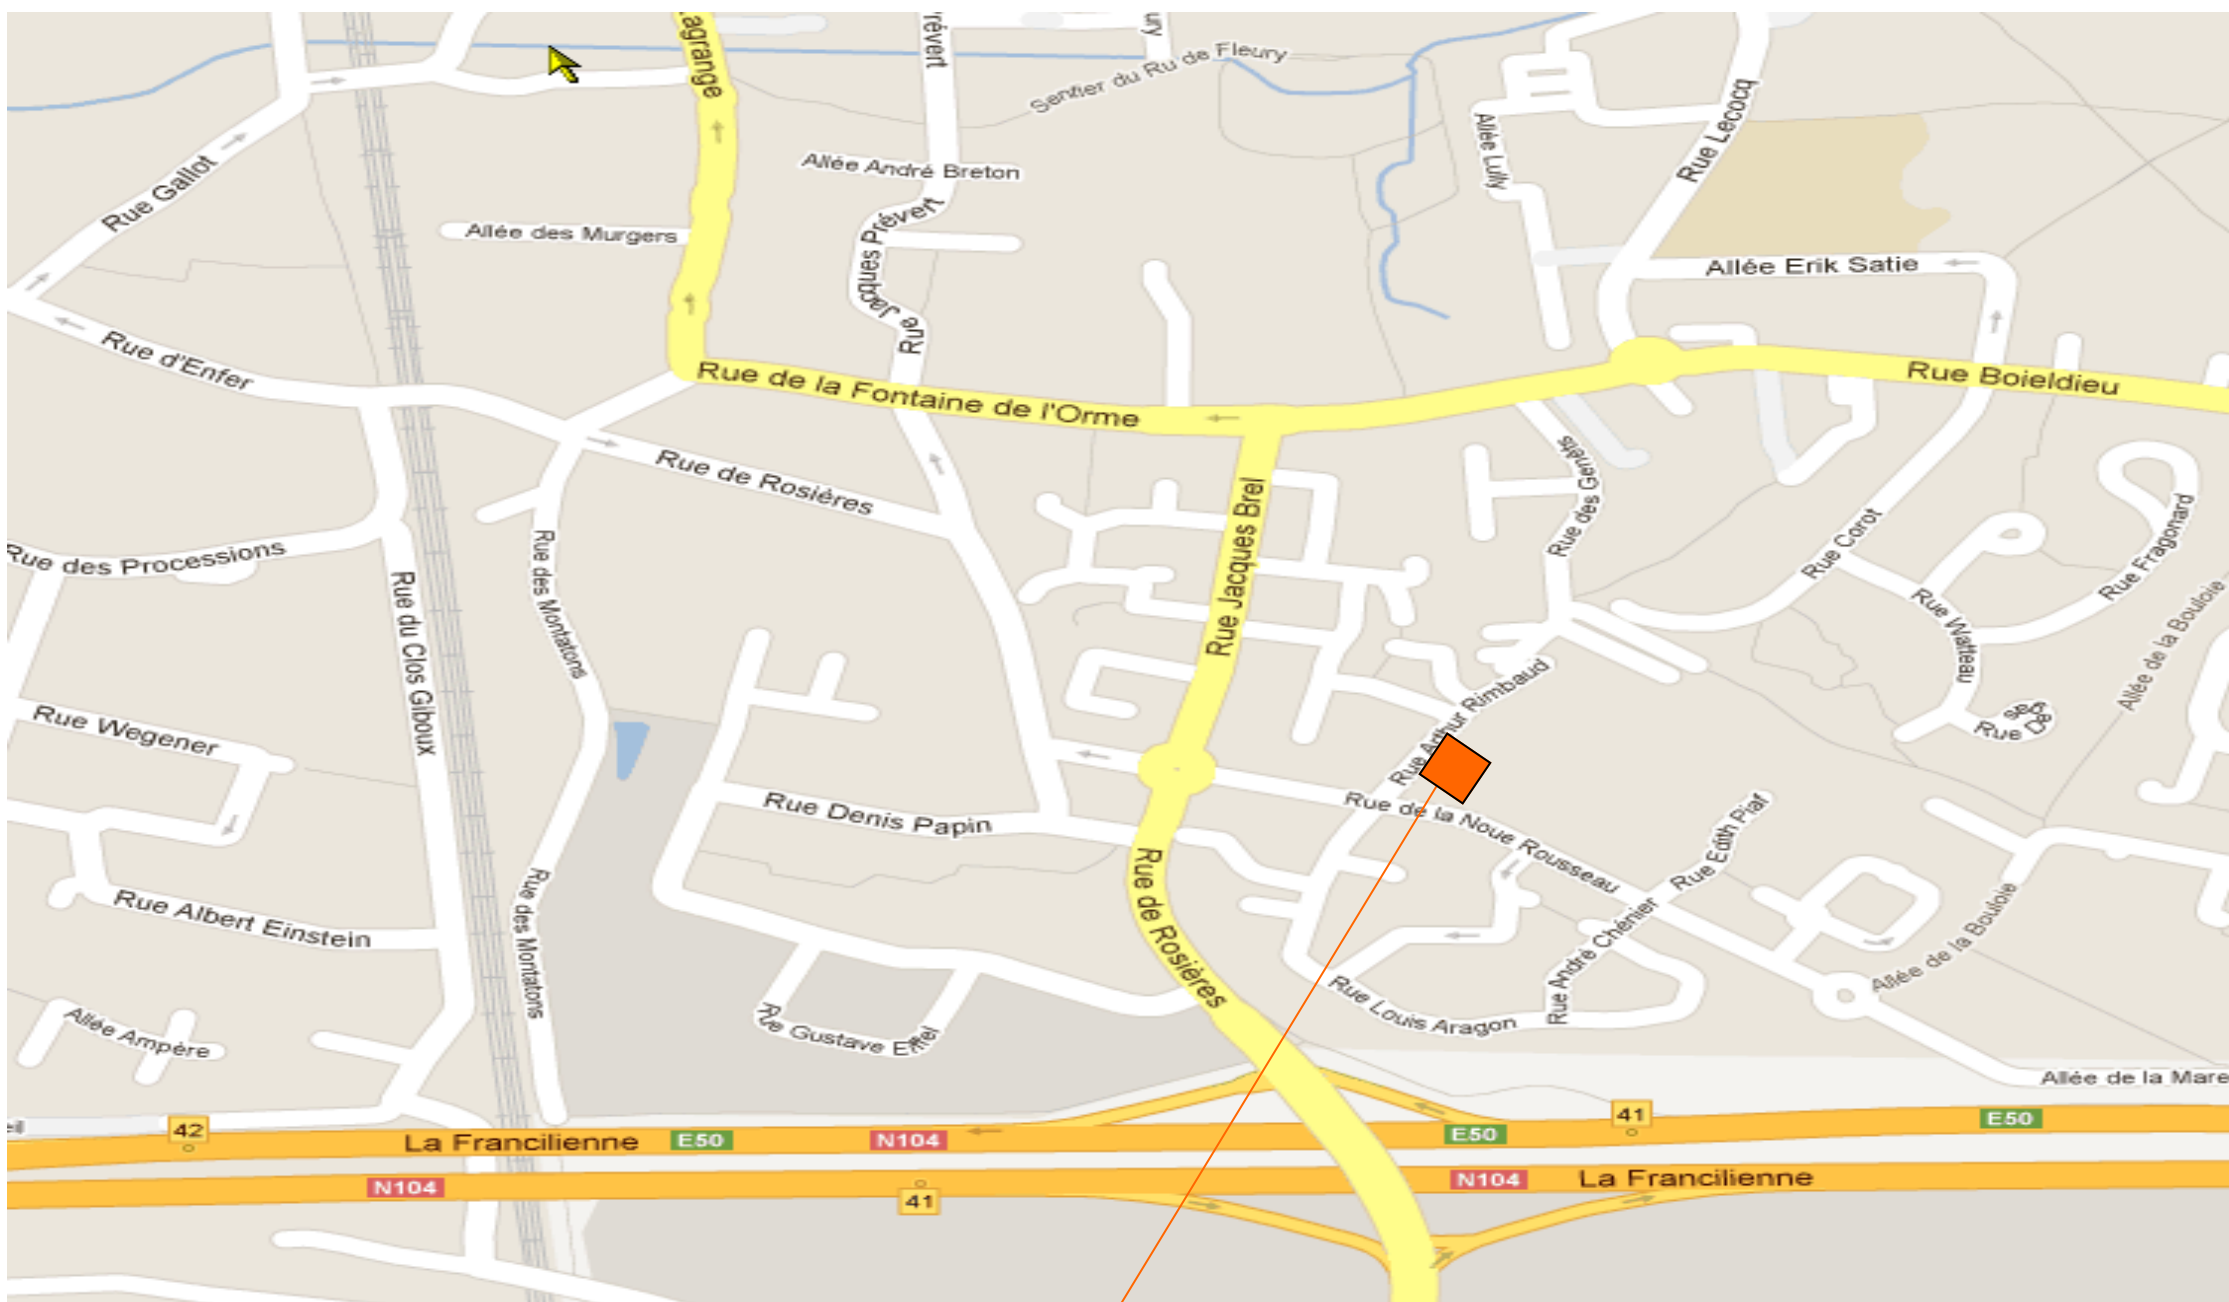 Lagrange
Prévert
ury
Sentier du Ru de Fleury
Rue Lecocq
Allée Lully
Allée André Breton
Rue Gallot
Allée des Murgers
Rue Jacques Prévert
Allée Erik Satie
Rue d'Enfer
Rue de la Fontaine de l'Orme
Rue Boieldieu
Rue de Rosières
Rue des Genêts
Rue Jacques Brel
Rue Corot
Rue Fragonard
Rue des Processions
Rue des Montatons
Rue du Clos Giboux
Rue Watteau
Allée de la Bouloie
Rue Arthur Rimbaud
Rue Wegener
Rue De
gas
Rue Denis Papin
Rue de la Noue Rousseau
Rue Edith Piaf
Rue de Rosières
Rue des Montatons
Rue Albert Einstein
Rue André Chénier
Allée de la Bouloie
Rue Louis Aragon
Rue Gustave Eiffel
Allée Ampère
Allée de la Mare
42
La Francilienne
E50
N104
E50
41
E50
N104
41
N104
La Francilienne